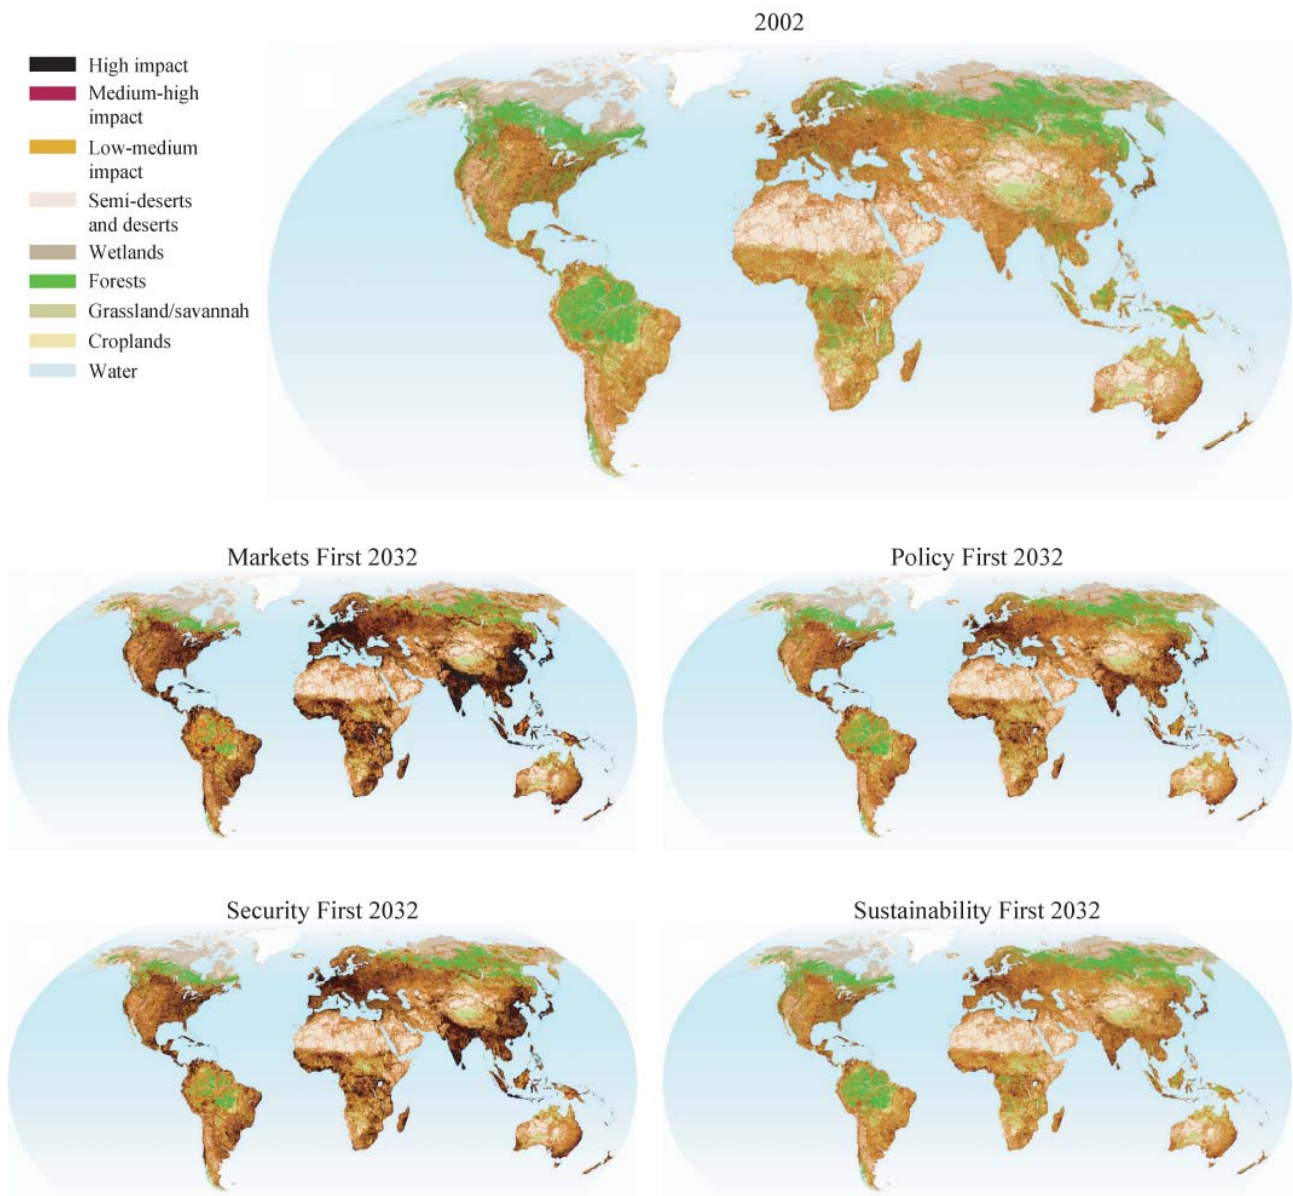 2002
High impact
Medium-high
impact
Low-medium
impact
Semi-deserts
and deserts
Wetlands
Forests
Grassland/savannah
Croplands
Water
Markets First 2032
Policy First 2032
Security First 2032
Sustainability First 2032